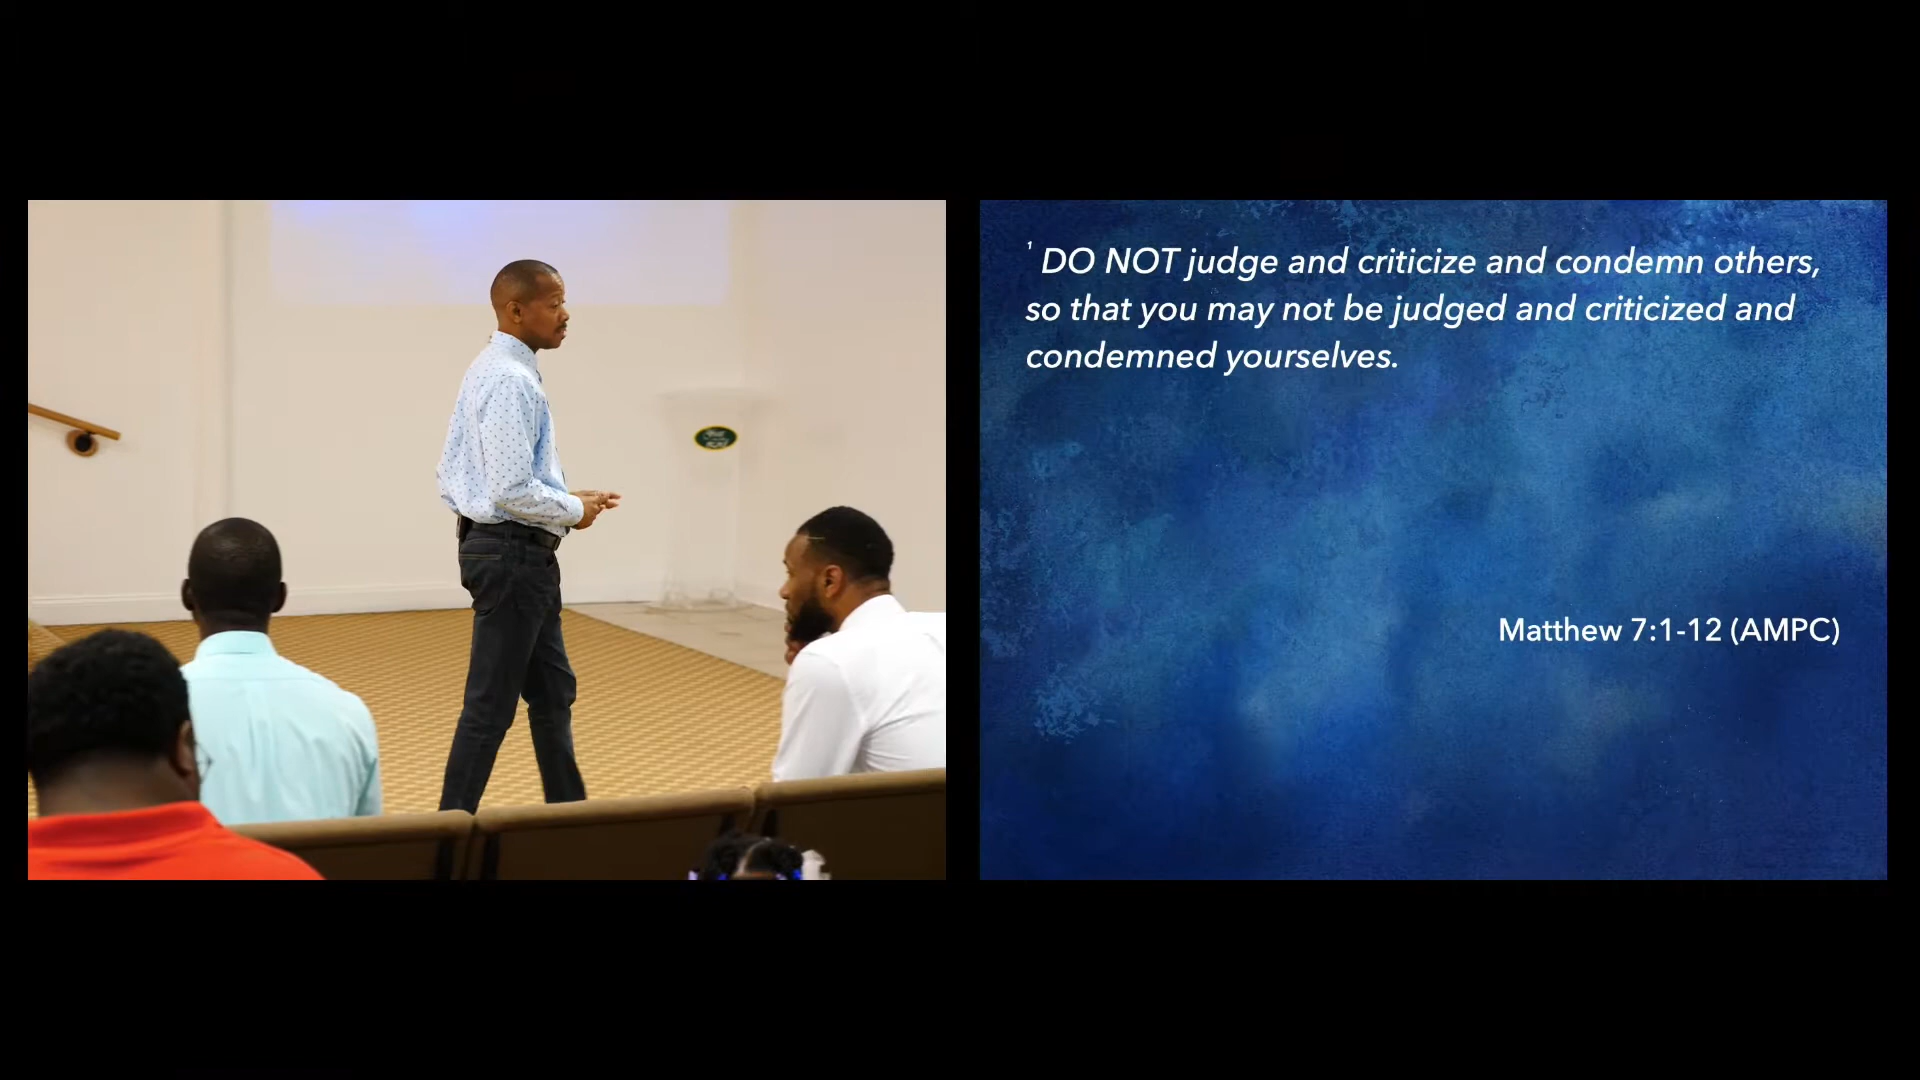 ¹ DO NOT judge and criticize and condemn others,
so that you may not be judged and criticized and
condemned yourselves.
Matthew 7:1-12 (AMPC)